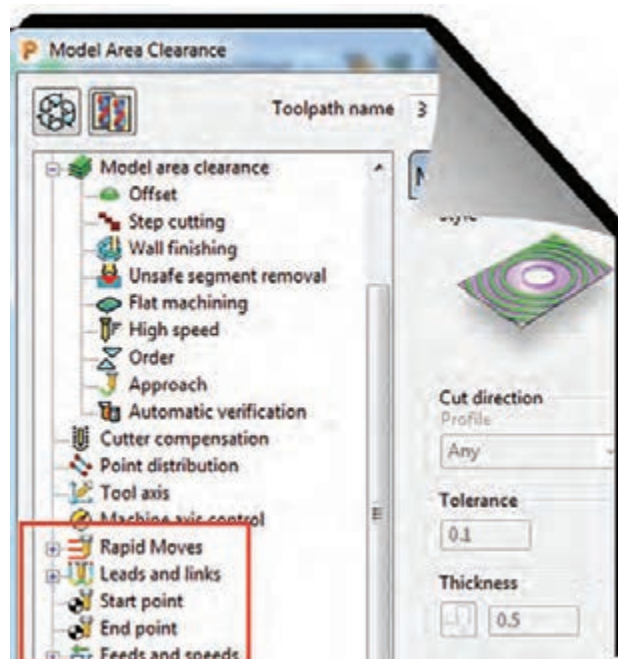 Model Area Clearance
Toolpath name 3
Model area clearance
Offset
Step cutting
Wall finishing
Unsafe segment removal
Flat machining
High speed
Order
Approach
Automatic verification
Cutter compensation
Point distribution
Tool axis
Machine axis control
Rapid Moves
Leads and links
Start point
End point
Feeds and speeds
Style
Cut direction
Profile
Any
Tolerance
0.1
Thickness
0.5